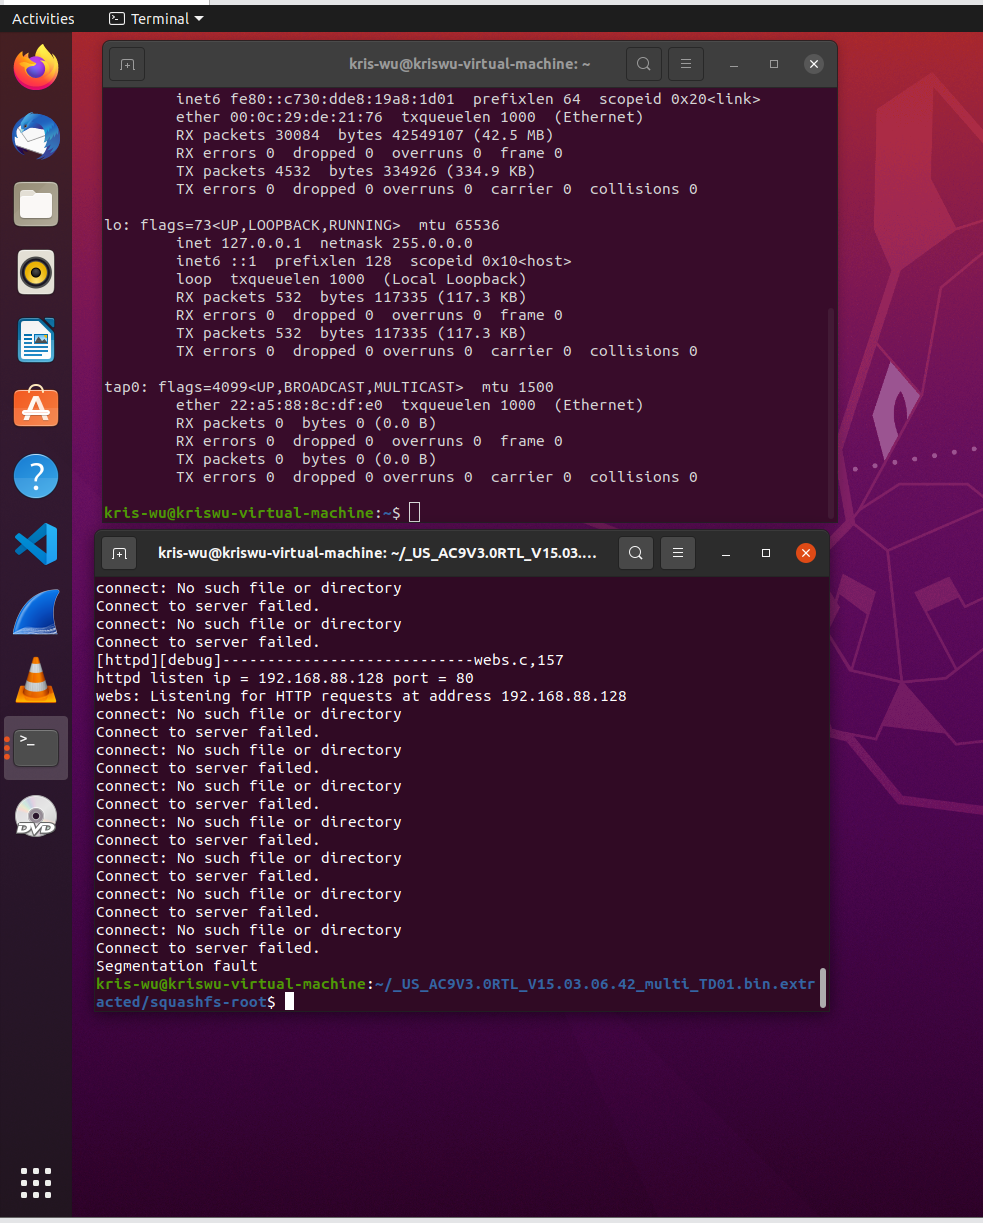 Activities
Terminal
kris-wu@kriswu-virtual-machine: ~
inet6 fe80::c730:dde8:19a8:1d01  prefixlen 64  scopeid 0x20<link>
ether 00:0c:29:de:21:76  txqueuelen 1000  (Ethernet)
RX packets 30084  bytes 42549107 (42.5 MB)
RX errors 0  dropped 0  overruns 0  frame 0
TX packets 4532  bytes 334926 (334.9 KB)
TX errors 0  dropped 0 overruns 0  carrier 0  collisions 0
lo: flags=73<UP,LOOPBACK,RUNNING>  mtu 65536
inet 127.0.0.1  netmask 255.0.0.0
inet6 ::1  prefixlen 128  scopeid 0x10<host>
loop  txqueuelen 1000  (Local Loopback)
RX packets 532  bytes 117335 (117.3 KB)
RX errors 0  dropped 0  overruns 0  frame 0
TX packets 532  bytes 117335 (117.3 KB)
TX errors 0  dropped 0 overruns 0  carrier 0  collisions 0
tap0: flags=4099<UP,BROADCAST,MULTICAST>  mtu 1500
ether 22:a5:88:8c:df:e0  txqueuelen 1000  (Ethernet)
RX packets 0  bytes 0 (0.0 B)
RX errors 0  dropped 0  overruns 0  frame 0
TX packets 0  bytes 0 (0.0 B)
TX errors 0  dropped 0 overruns 0  carrier 0  collisions 0
kris-wu@kriswu-virtual-machine:~$
kris-wu@kriswu-virtual-machine: ~/_US_AC9V3.0RTL_V15.03....
connect: No such file or directory
Connect to server failed.
connect: No such file or directory
Connect to server failed.
[httpd][debug]----------------------------webs.c,157
httpd listen ip = 192.168.88.128 port = 80
webs: Listening for HTTP requests at address 192.168.88.128
connect: No such file or directory
Connect to server failed.
connect: No such file or directory
Connect to server failed.
connect: No such file or directory
Connect to server failed.
connect: No such file or directory
Connect to server failed.
connect: No such file or directory
Connect to server failed.
connect: No such file or directory
Connect to server failed.
connect: No such file or directory
Connect to server failed.
Segmentation fault
kris-wu@kriswu-virtual-machine:~/_US_AC9V3.0RTL_V15.03.06.42_multi_TD01.bin.extr
acted/squashfs-root$
DVD